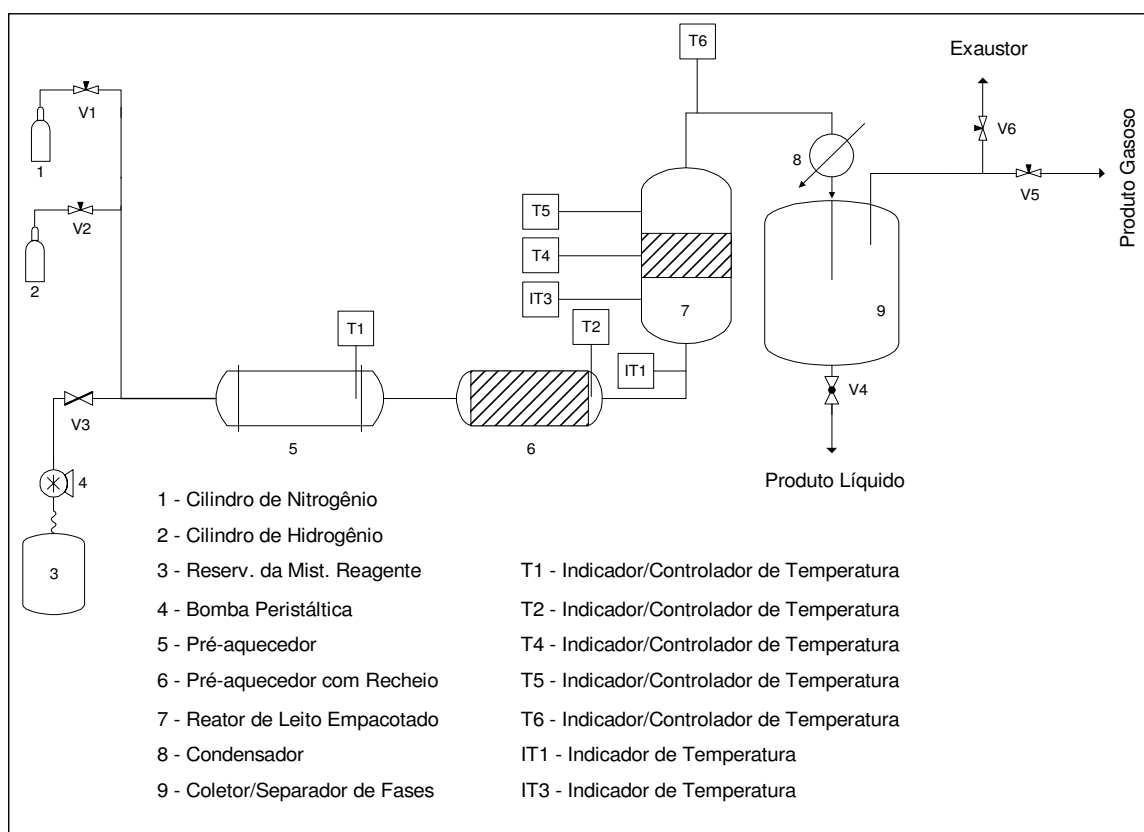 T6
Exaustor
V1
1
V6
8
V5
Produto Gasoso
T5
V2
T4
2
IT3
7
9
T1
T2
IT1
V4
V3
5
6
Produto Líquido
4
1 - Cilindro de Nitrogênio
2 - Cilindro de Hidrogênio
3
3 - Reserv. da Mist. Reagente
T1 - Indicador/Controlador de Temperatura
4 - Bomba Peristáltica
T2 - Indicador/Controlador de Temperatura
5 - Pré-aquecedor
T4 - Indicador/Controlador de Temperatura
6 - Pré-aquecedor com Recheio
T5 - Indicador/Controlador de Temperatura
7 - Reator de Leito Empacotado
T6 - Indicador/Controlador de Temperatura
8 - Condensador
IT1 - Indicador de Temperatura
9 - Coletor/Separador de Fases
IT3 - Indicador de Temperatura